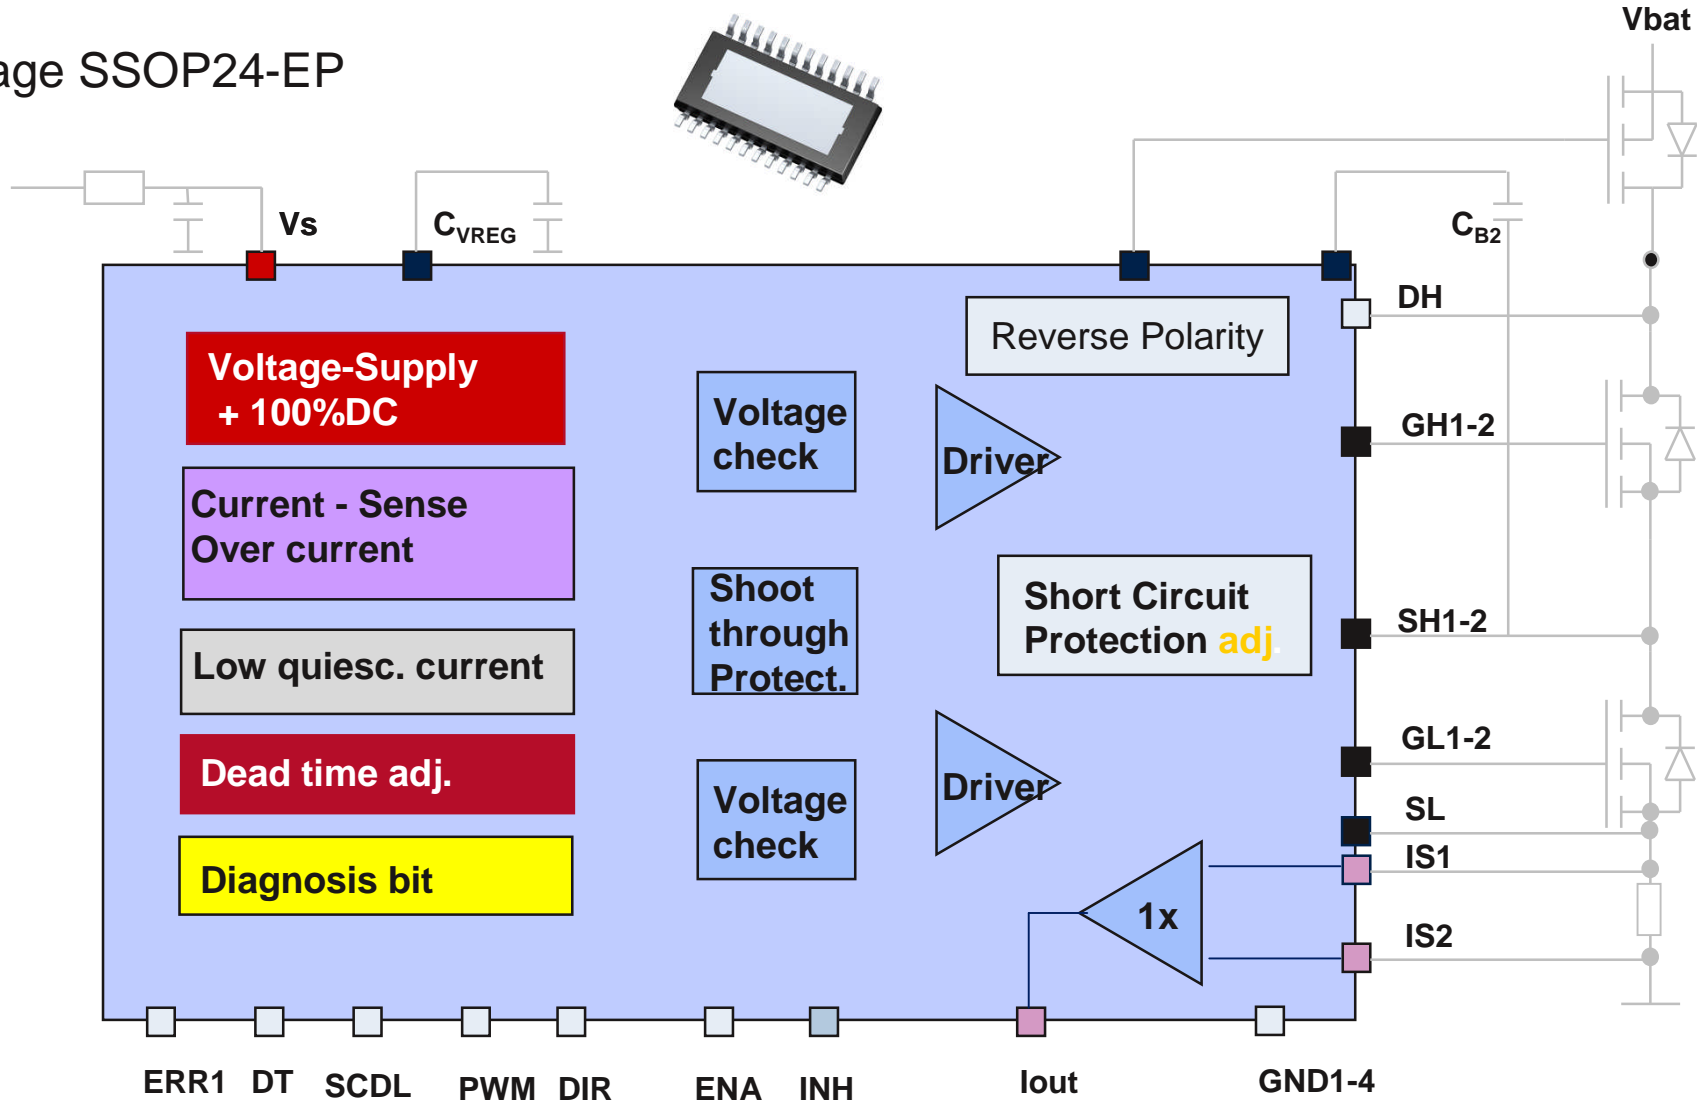 Vbat
age SSOP24-EP
Vs
CVREG
CB2
DH
Reverse Polarity
Voltage-Supply
+ 100%DC
Voltage
check
Driver
GH1-2
Current - Sense
Over current
Shoot
through
Protect.
Short Circuit
Protection adj.
SH1-2
Low quiesc. current
Dead time adj.
Voltage
check
Driver
GL1-2
SL
IS1
Diagnosis bit
1x
IS2
ERR1 DT SCDL PWM DIR ENA INH Iout GND1-4